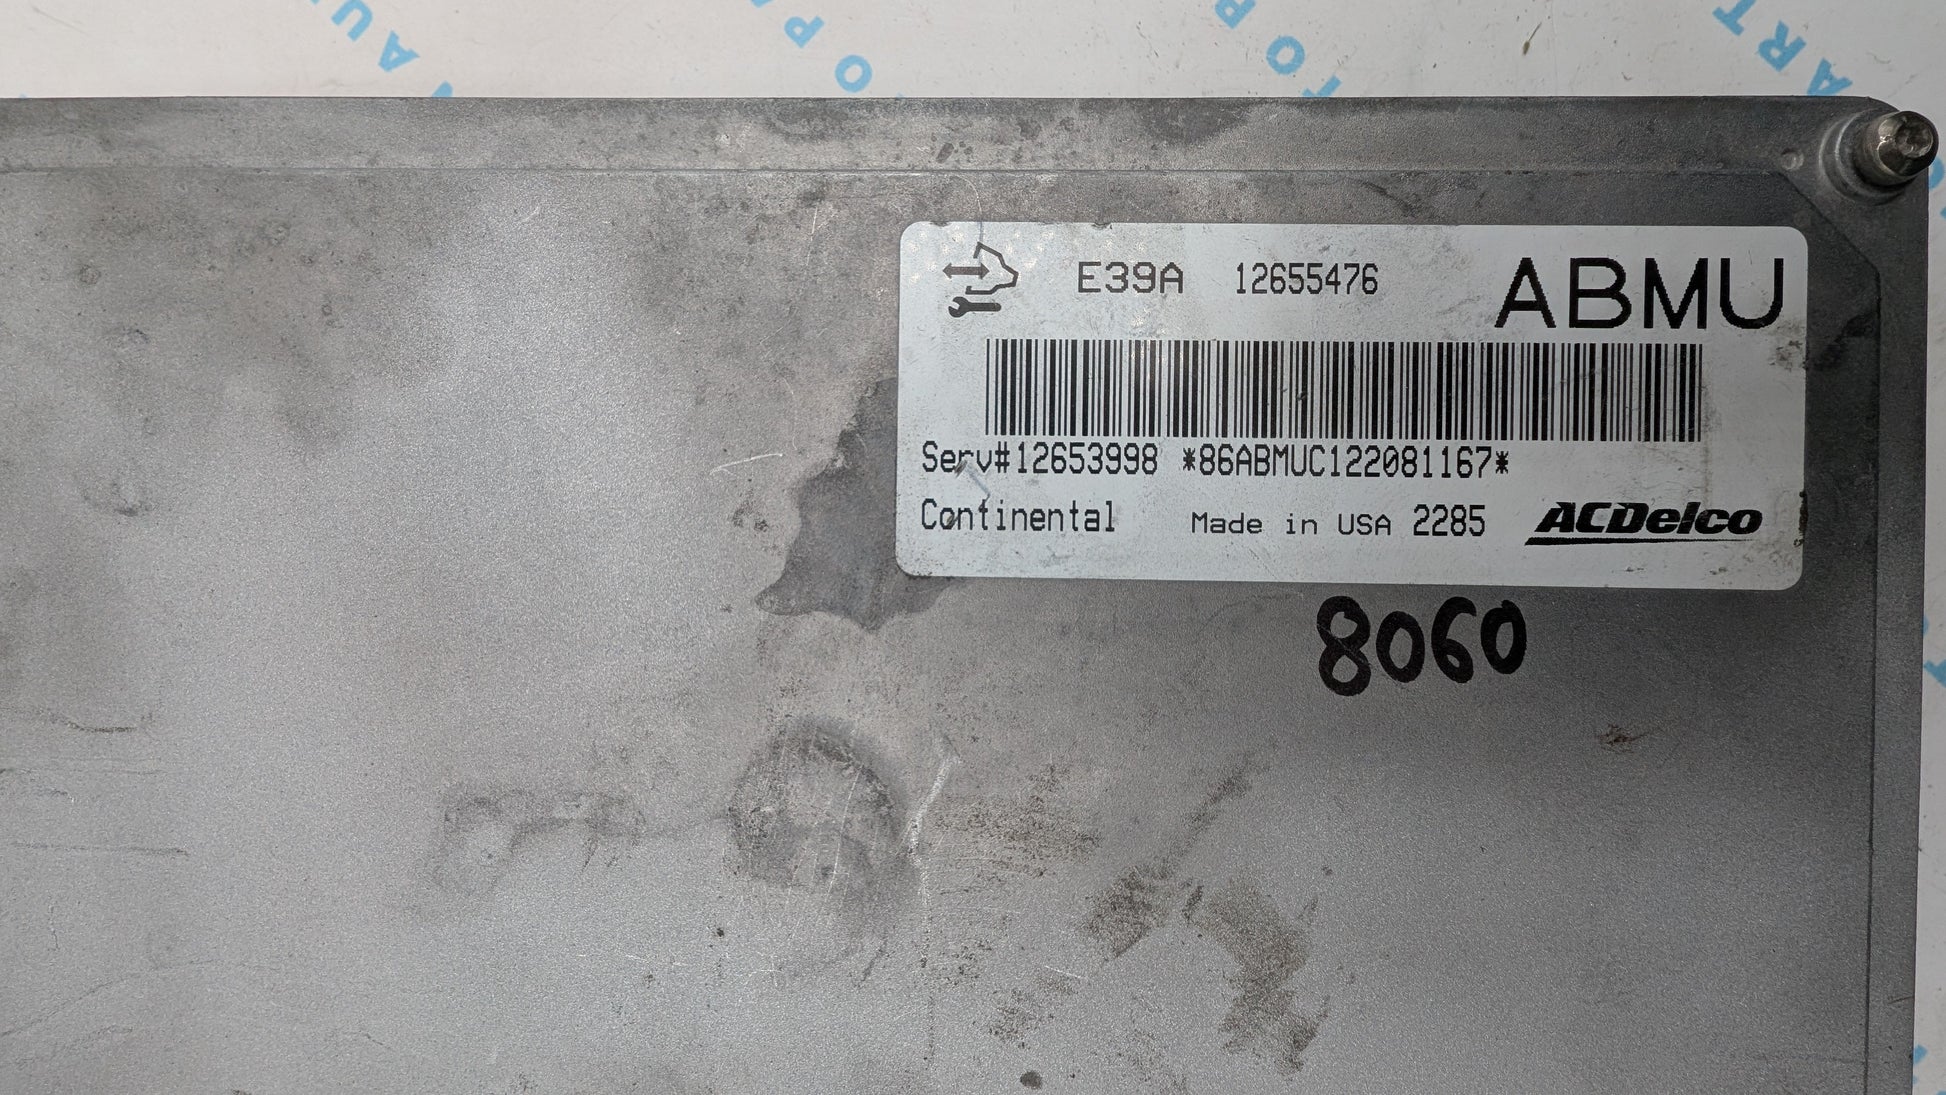 E39A 12655476 ABMU
Serv#12653998 *86ABMUC122081167*
Continental Made in USA 2285 ACDelco
8060